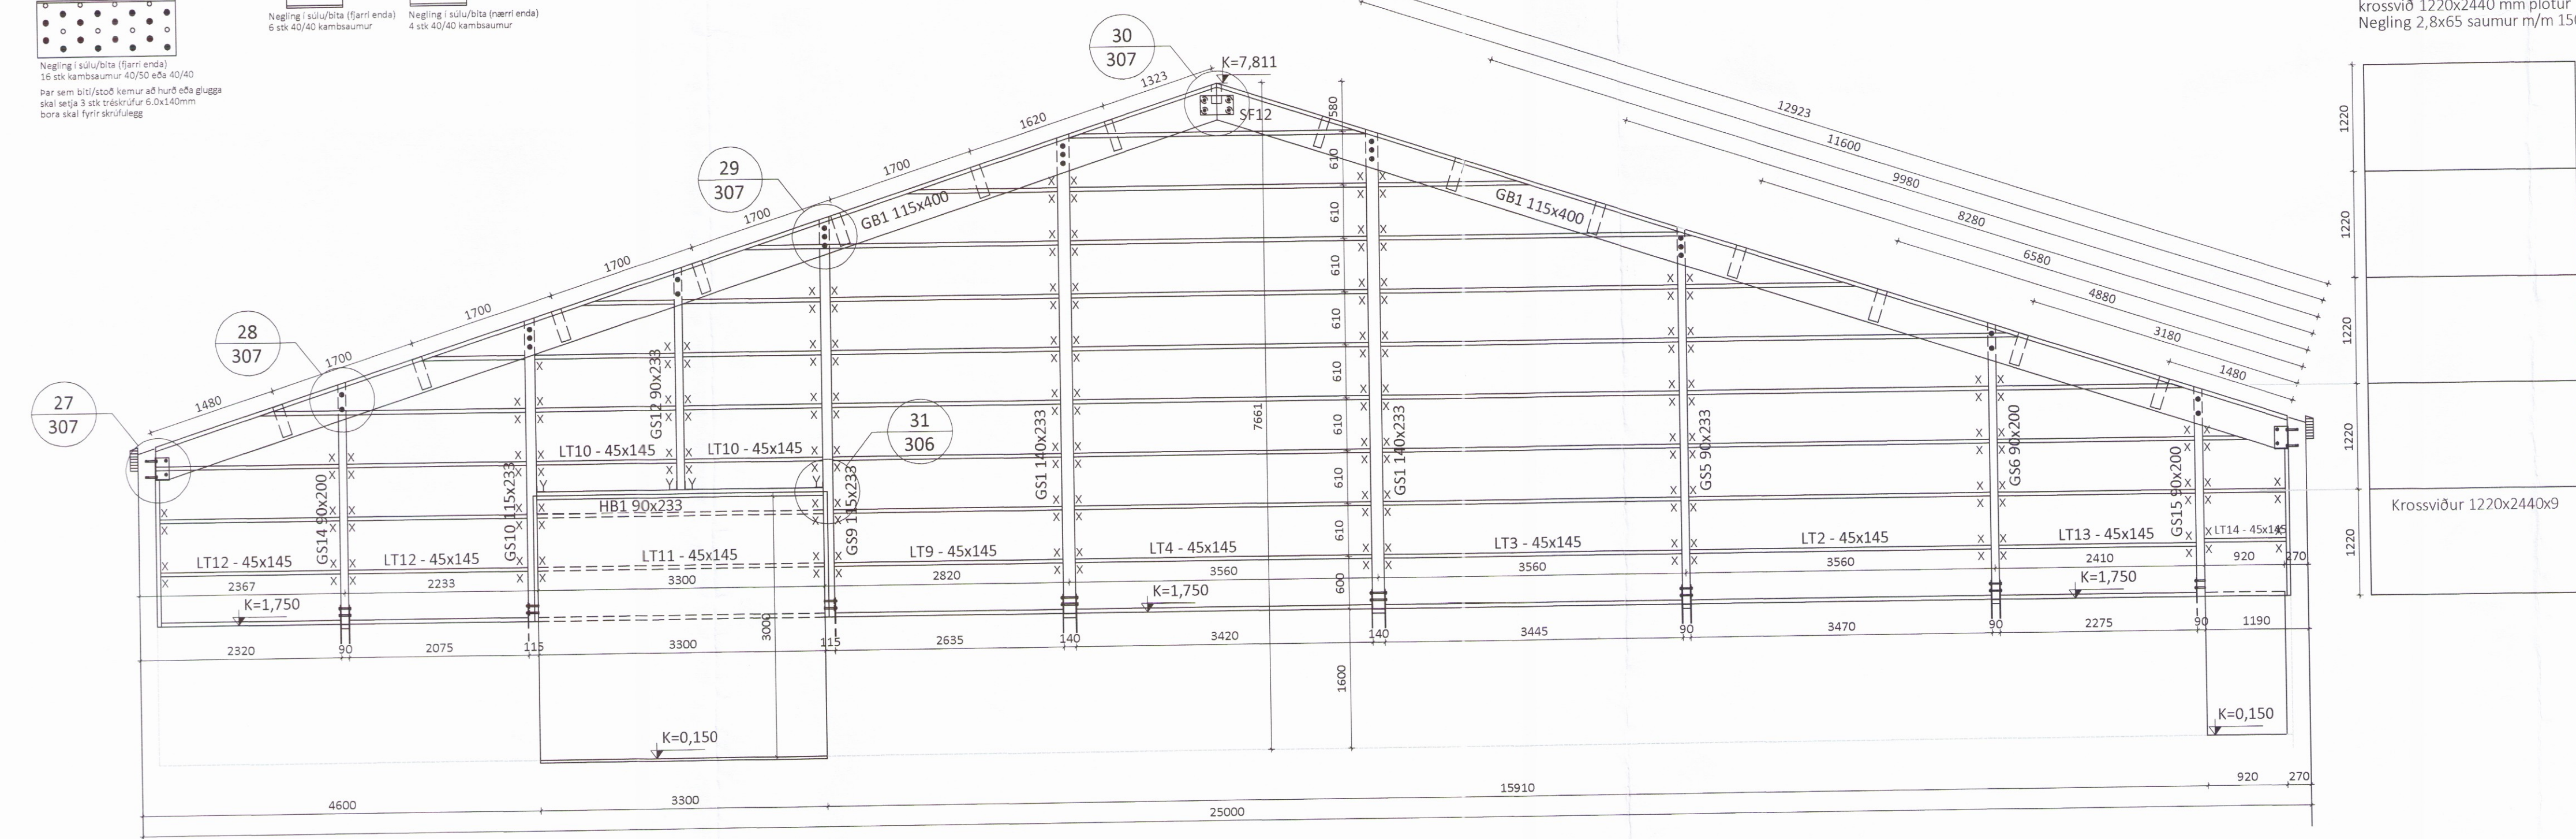 Negling í súlu/bita (fjarri enda)
16 stk kambsaumur 40/50 eða 40/40
Þar sem biti/stoð kemur að hurð eða glugga
skal setja 3 stk tréskrúfur 6.0x140mm
bora skal fyrir skrúfulegg
Negling í súlu/bita (fjarri enda)
6 stk 40/40 kambsaumur
Negling í súlu/bita (nærri enda)
4 stk 40/40 kambsaumur
krossvið 1220x2440 mm plötur
Negling 2,8x65 saumur m/m 15
30
307
K=7,811
SF12
29
307
28
307
27
307
31
306
1480
1700
1700
1700
1700
1700
1620
1323
12923
11600
9980
8280
6580
4880
3180
1480
GB1 115x400
GB1 115x400
580
610
610
610
610
610
610
610
610
600
1600
7661
GS14 90x200
GS10 115x233
GS12 90x233
GS9 115x233
GS1 140x233
GS1 140x233
GS5 90x233
GS6 90x200
GS15 90x200
LT10 - 45x145
LT10 - 45x145
HB1 90x233
LT12 - 45x145
LT12 - 45x145
LT11 - 45x145
LT9 - 45x145
LT4 - 45x145
LT3 - 45x145
LT2 - 45x145
LT13 - 45x145
LT14 - 45x145
2367
2233
3300
2820
3560
3560
3560
2410
920
270
K=1,750
K=1,750
K=1,750
3000
2320
90
2075
115
3300
115
2635
140
3420
140
3445
90
3470
90
2275
90
1190
K=0,150
K=0,150
4600
3300
15910
920
270
25000
1220
1220
1220
1220
1220
Krossviður 1220x2440x9